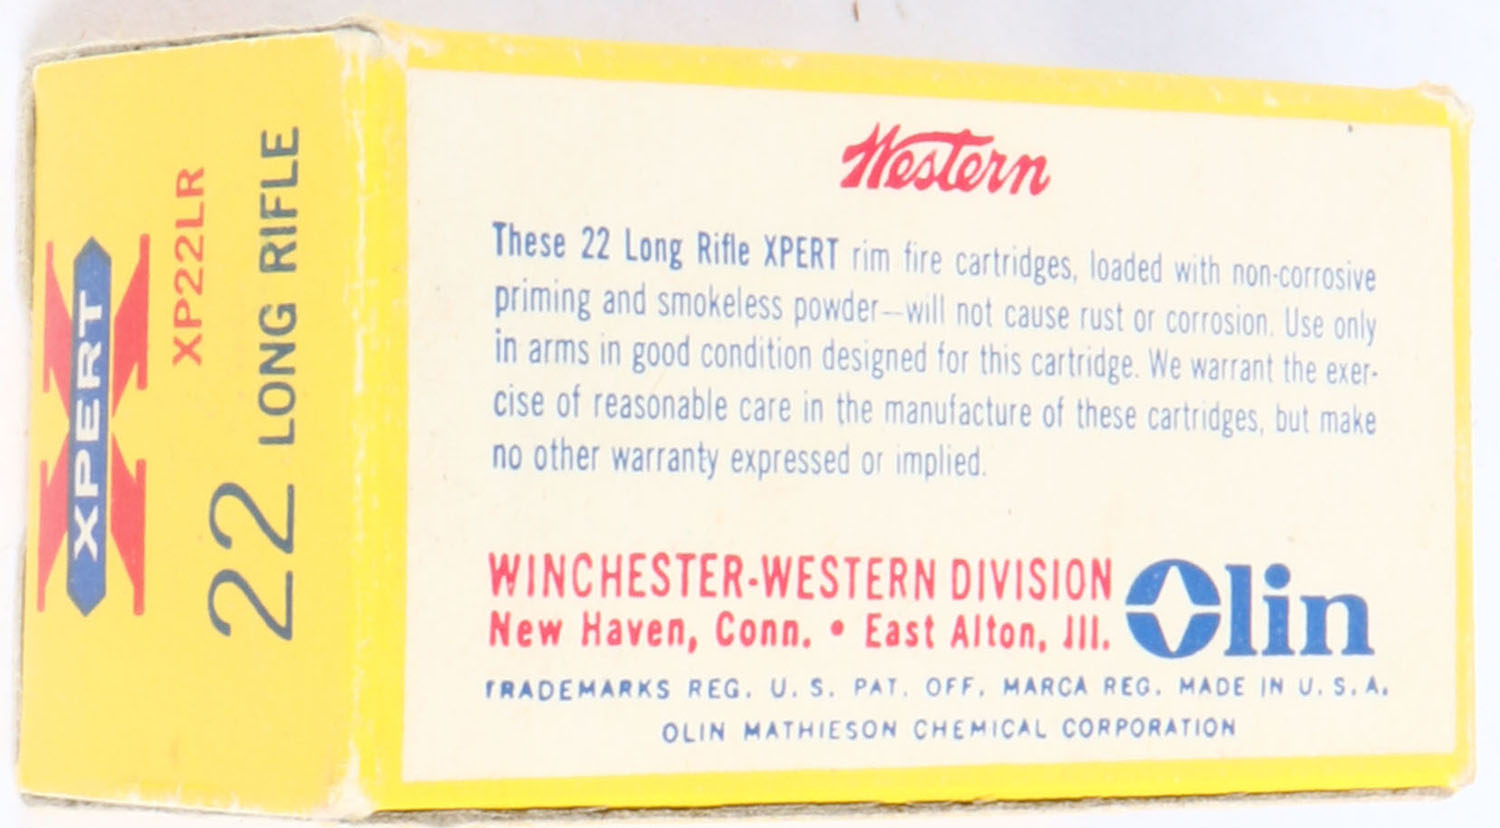 XPERT
XP22LR
22 LONG RIFLE
Western
These 22 Long Rifle XPERT rim fire cartridges, loaded with non-corrosive
priming and smokeless powder—will not cause rust or corrosion. Use only
in arms in good condition designed for this cartridge. We warrant the exer-
cise of reasonable care in the manufacture of these cartridges, but make
no other warranty expressed or implied.
WINCHESTER-WESTERN DIVISION
New Haven, Conn. • East Alton, Ill.
Olin
TRADEMARKS REG. U. S. PAT. OFF. MARCA REG. MADE IN U. S. A.
OLIN MATHIESON CHEMICAL CORPORATION